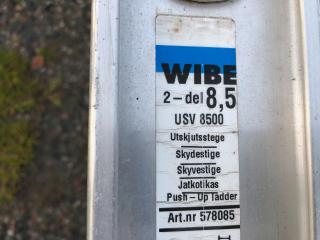 WIBE
2-del 8,5
USV 8500
Utskjutsstege
Skydestige
Skyvestige
Jatkotikas
Push-Up ladder
Art.nr 578085